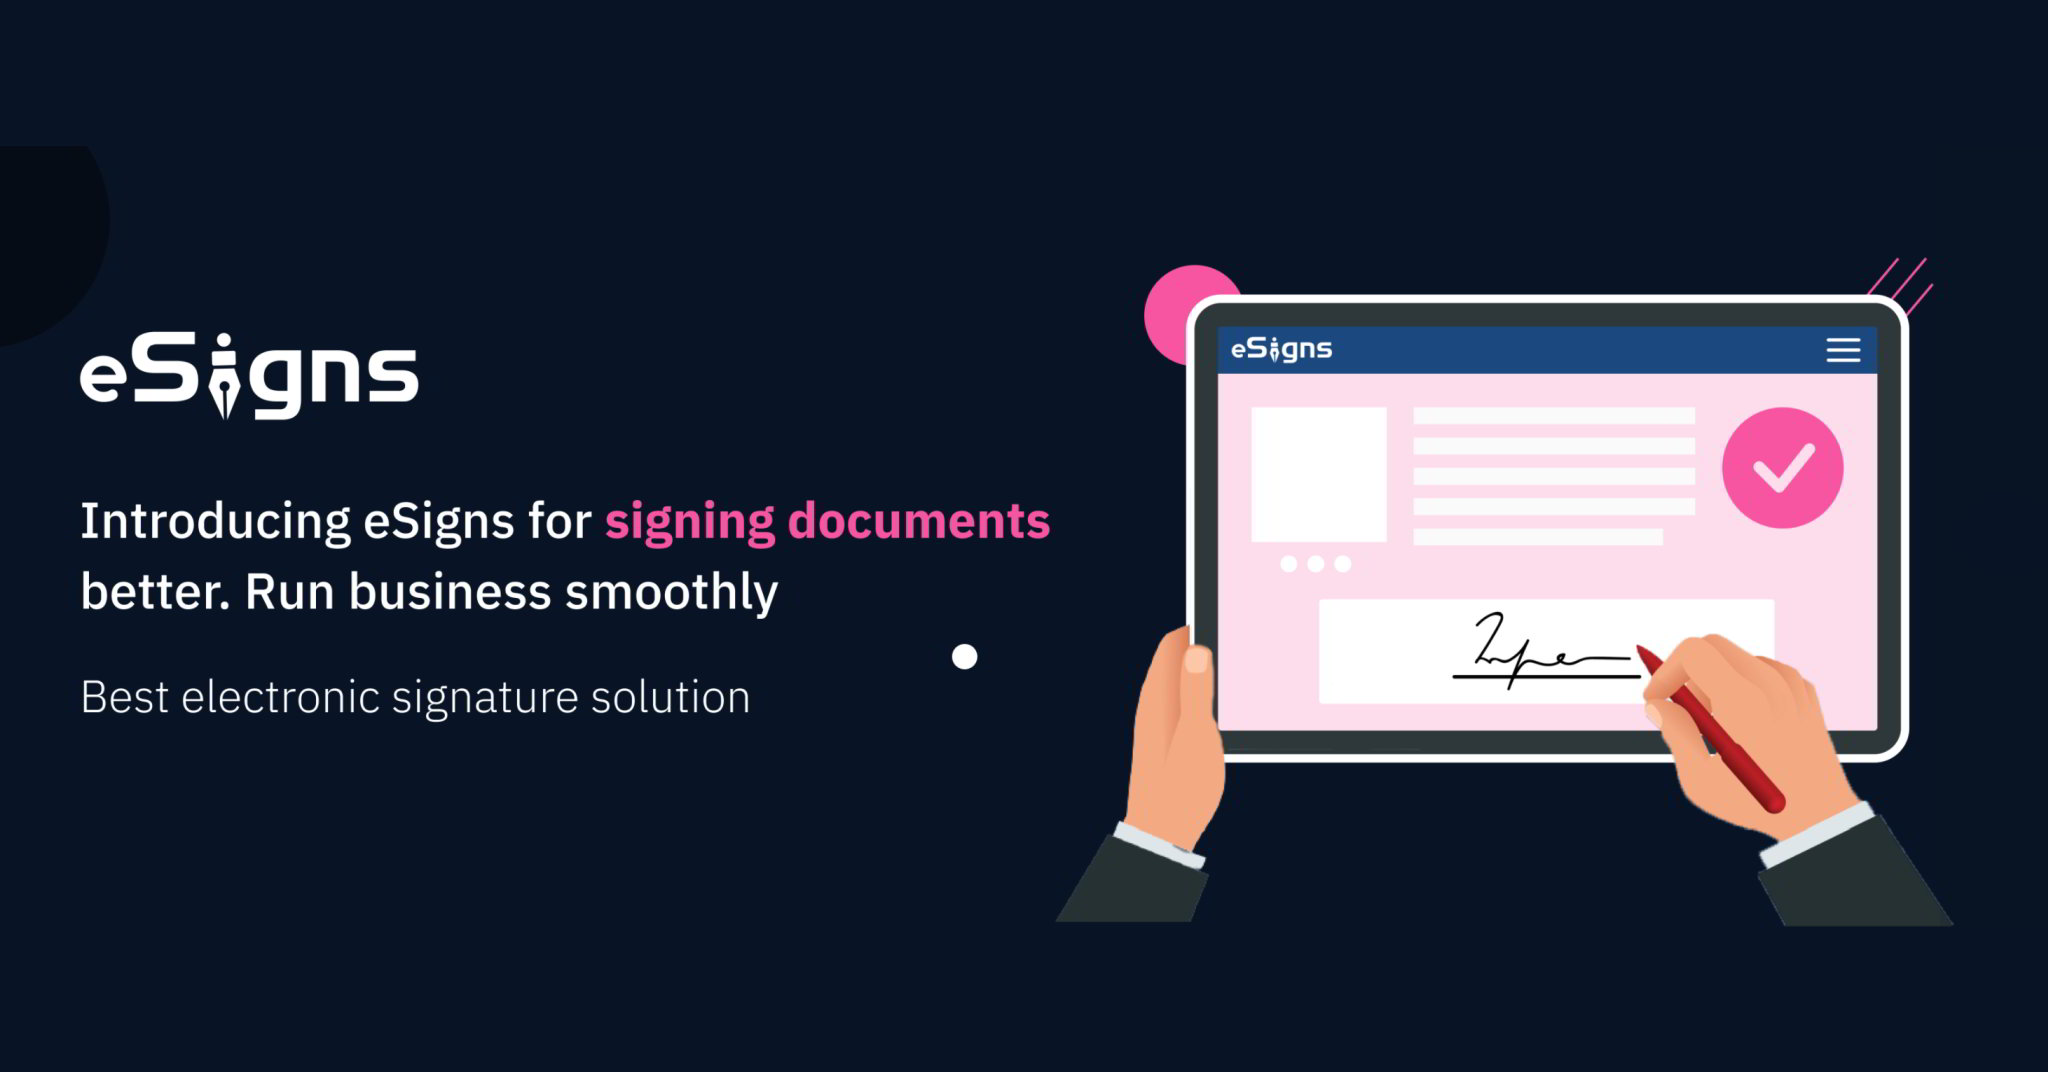 eSigns
Introducing eSigns for signing documents
better. Run business smoothly
Best electronic signature solution
eSigns